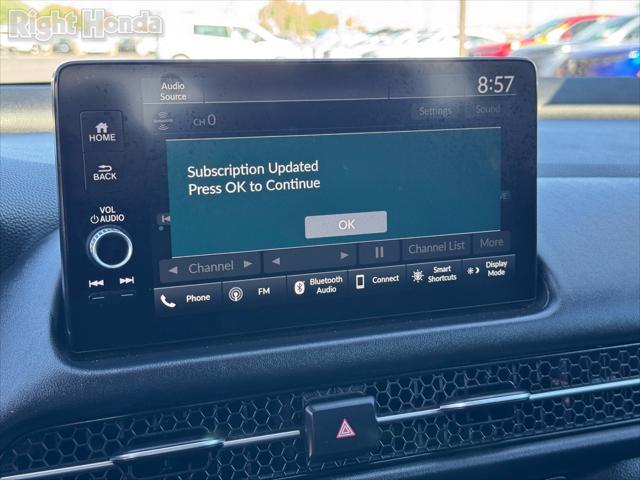 Right Honda
Audio
Source
8:57
CH 0
Settings
Sound
HOME
BACK
VOL
AUDIO
Subscription Updated
Press OK to Continue
OK
Channel
Channel List
More
Phone
FM
Bluetooth
Audio
Connect
Smart
Shortcuts
Display
Mode